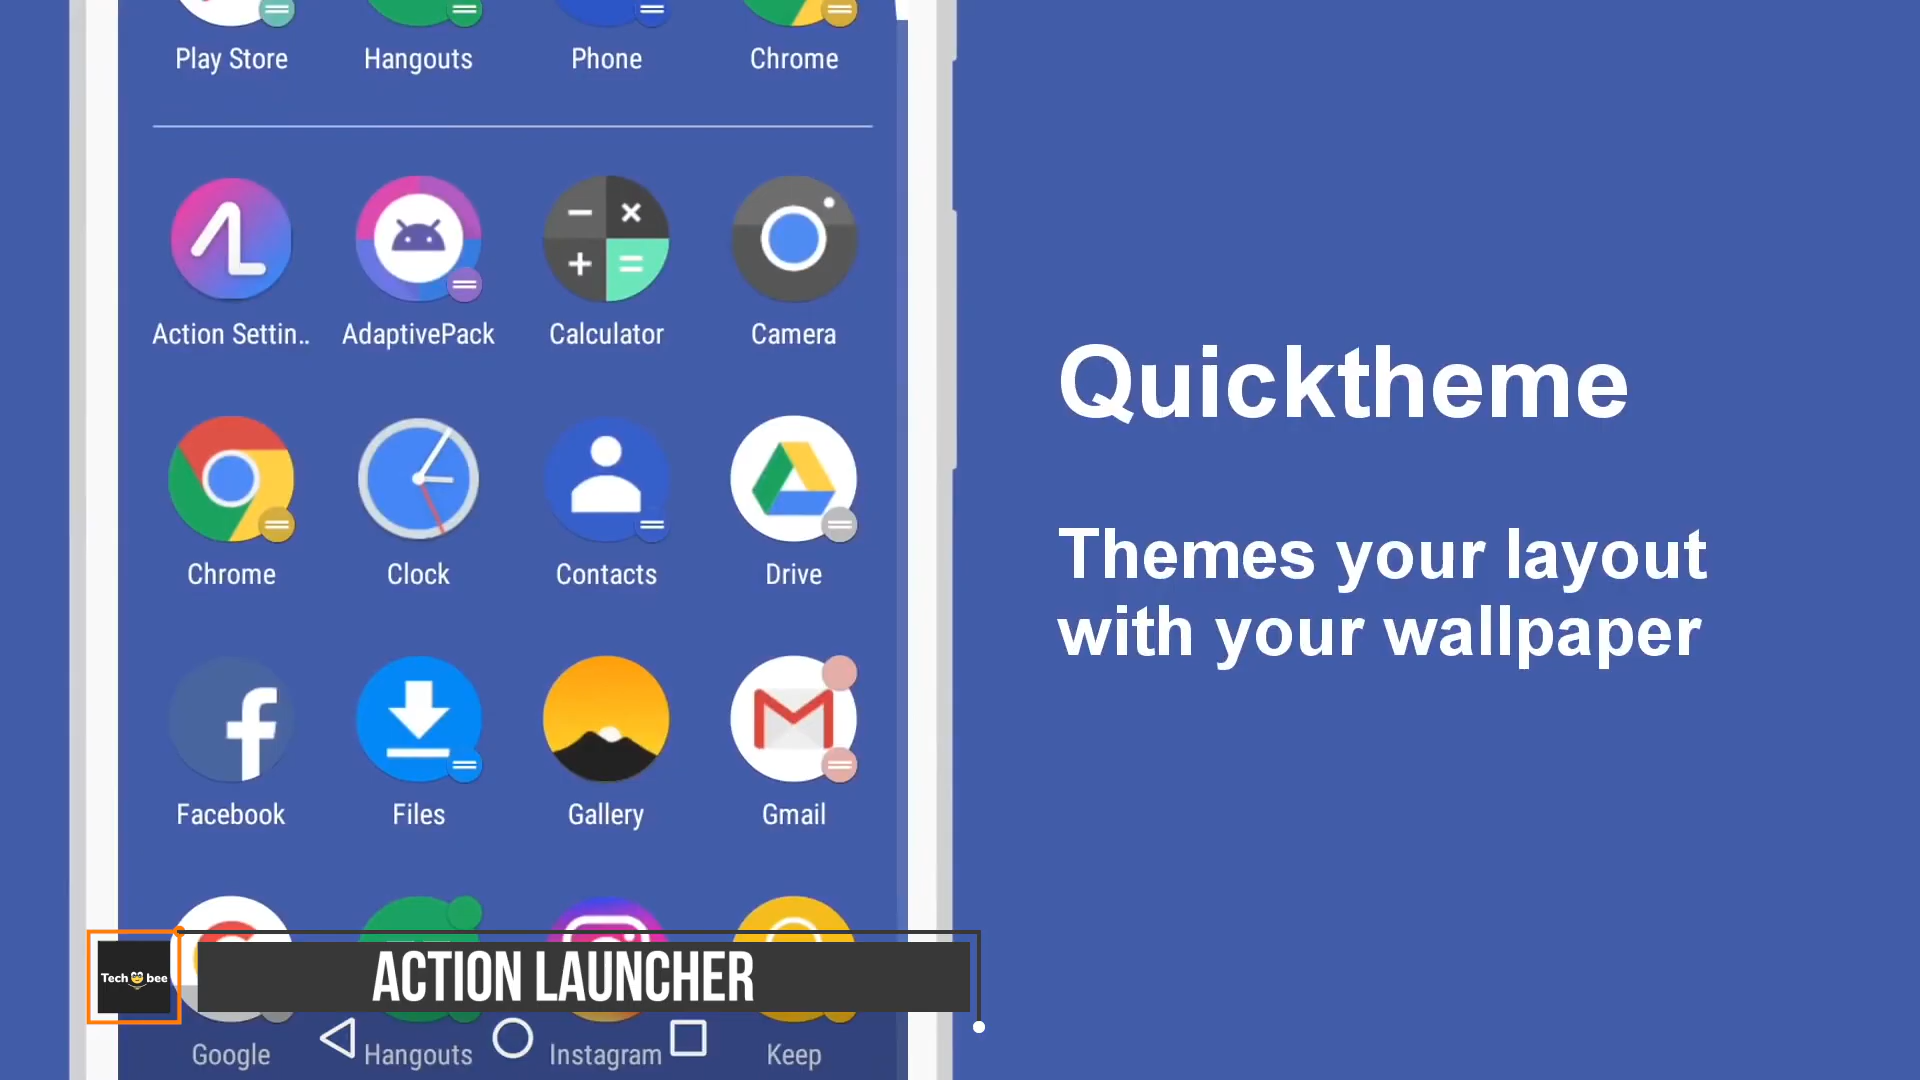 Play Store Hangouts Phone Chrome
Action Settin.. AdaptivePack Calculator Camera
Chrome Clock Contacts Drive
Facebook Files Gallery Gmail
Google Hangouts Instagram Keep
Quicktheme
Themes your layout
with your wallpaper
Tech bee
ACTION LAUNCHER